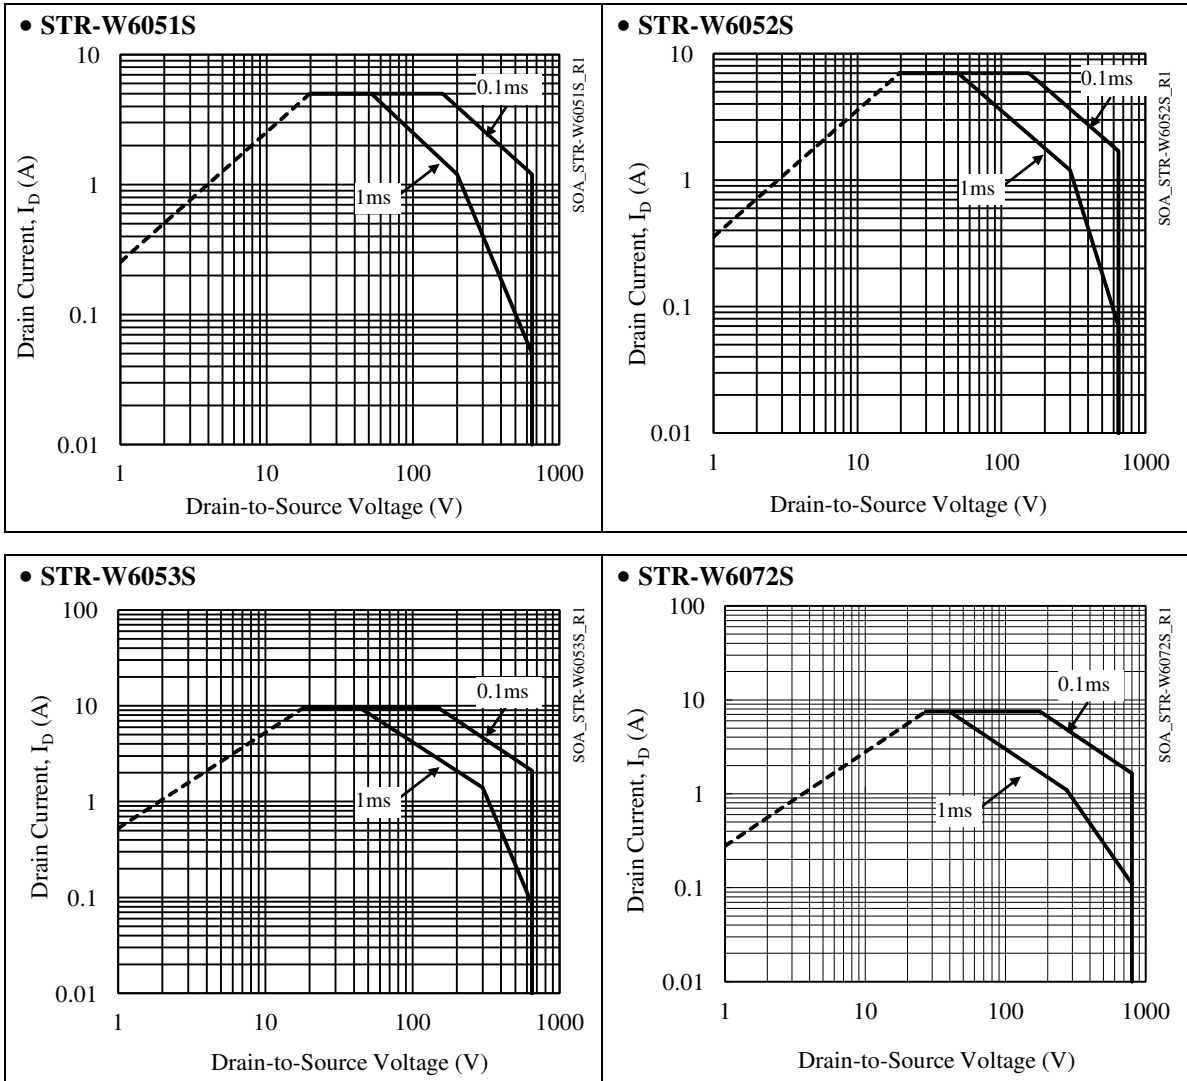 • STR-W6051S
10
1
0.1
0.01
1 10 100 1000
Drain-to-Source Voltage (V)
Drain Current, I_D (A)
0.1ms
1ms
SOA_STR-W6051S_R1
• STR-W6052S
10
1
0.1
0.01
1 10 100 1000
Drain-to-Source Voltage (V)
Drain Current, I_D (A)
0.1ms
1ms
SOA_STR-W6052S_R1
• STR-W6053S
100
10
1
0.1
0.01
1 10 100 1000
Drain-to-Source Voltage (V)
Drain Current, I_D (A)
0.1ms
1ms
SOA_STR-W6053S_R1
• STR-W6072S
100
10
1
0.1
0.01
1 10 100 1000
Drain-to-Source Voltage (V)
Drain Current, I_D (A)
0.1ms
1ms
SOA_STR-W6072S_R1